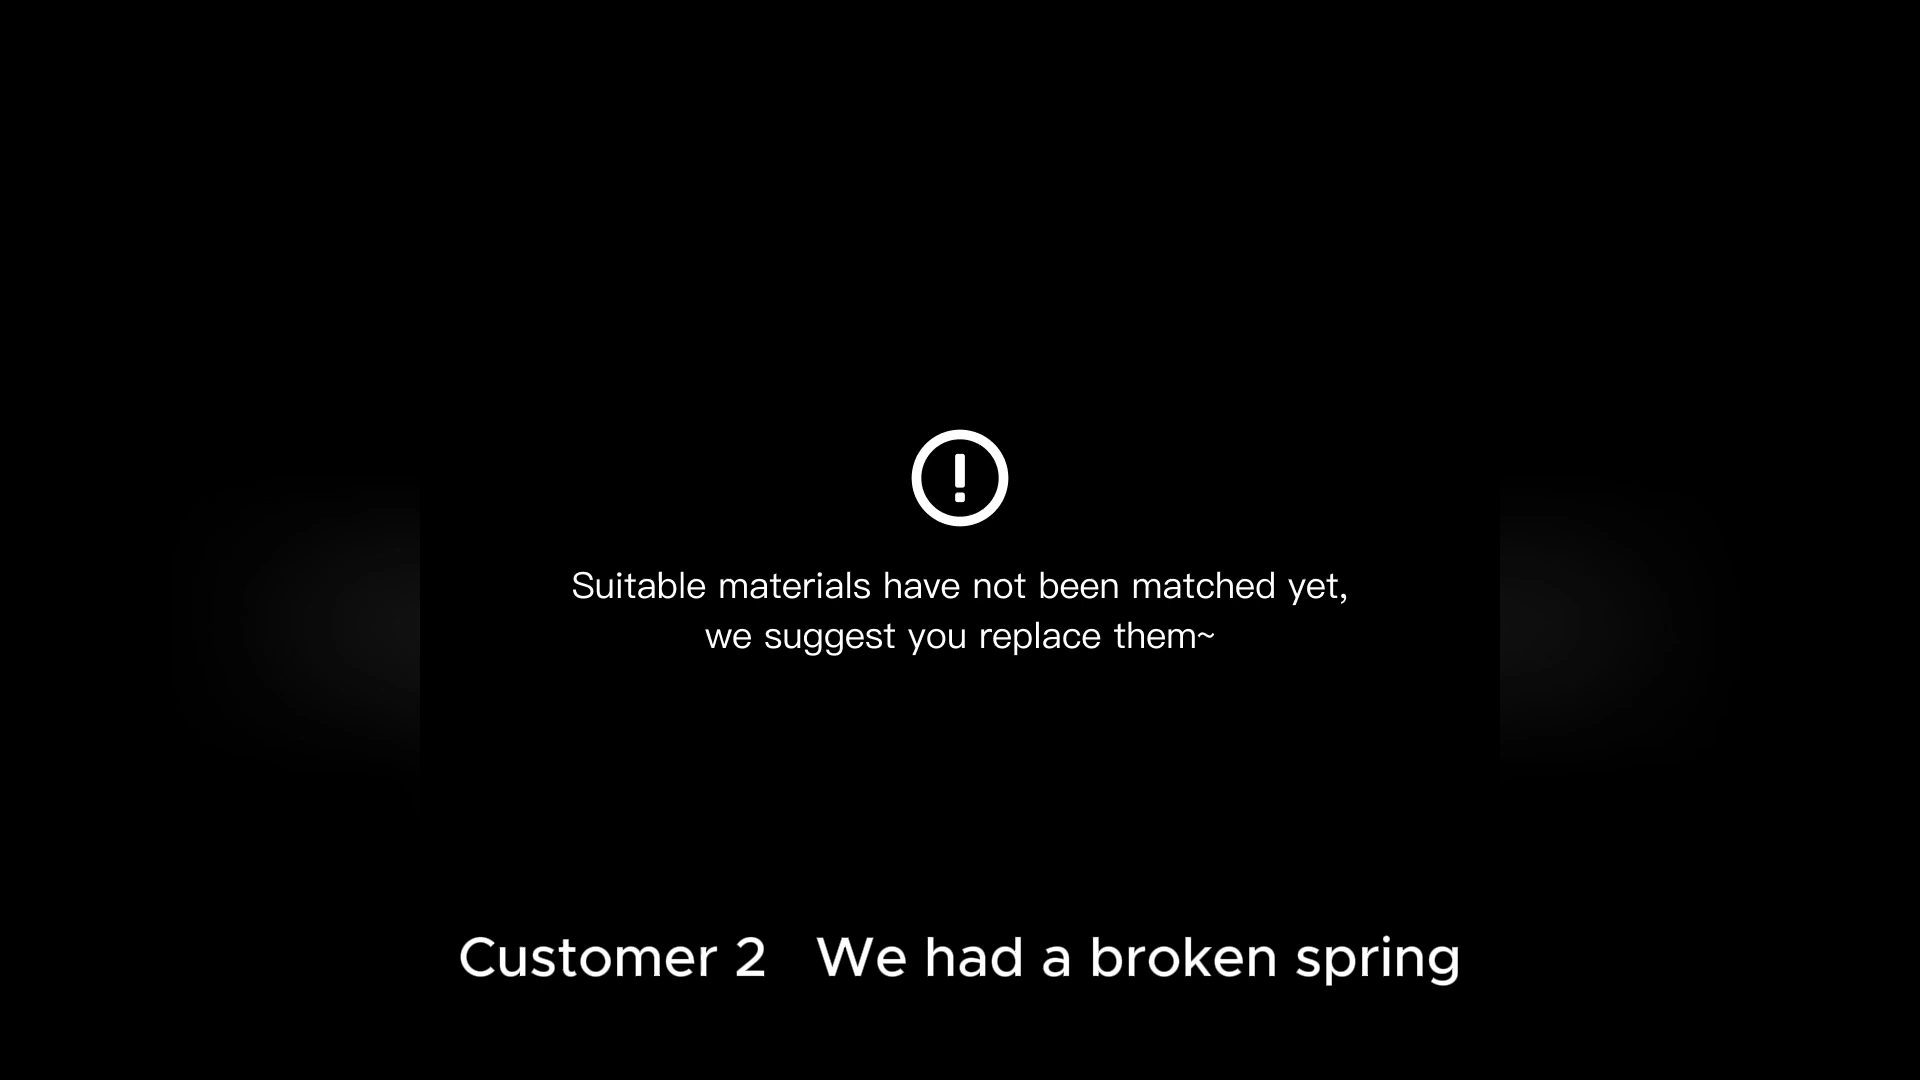 Suitable materials have not been matched yet,
we suggest you replace them~
Customer 2 We had a broken spring